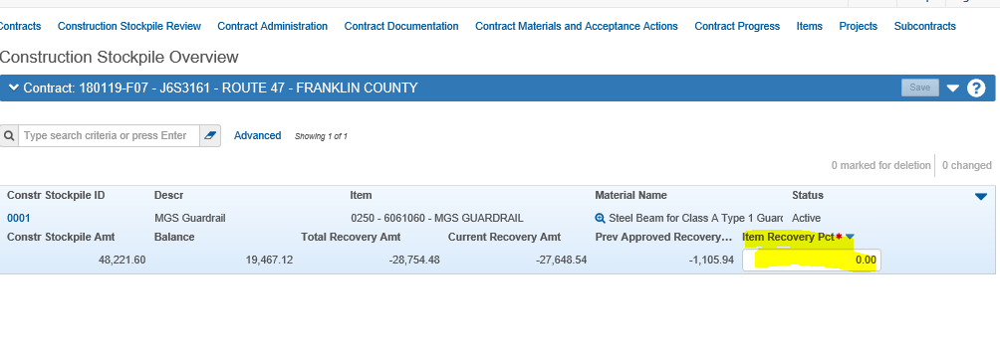 ontracts Construction Stockpile Review Contract Administration Contract Documentation Contract Materials and Acceptance Actions Contract Progress Items Projects Subcontracts
Construction Stockpile Overview
Contract: 180119-F07 - J6S3161 - ROUTE 47 - FRANKLIN COUNTY Save ?
Type search criteria or press Enter Advanced Showing 1 of 1
0 marked for deletion 0 changed
Constr Stockpile ID Descr Item Material Name Status
0001 MGS Guardrail 0250 - 6061060 - MGS GUARDRAIL Steel Beam for Class A Type 1 Guard Active
Constr Stockpile Amt Balance Total Recovery Amt Current Recovery Amt Prev Approved Recovery... Item Recovery Pct*
48,221.60 19,467.12 -28,754.48 -27,648.54 -1,105.94 0.00